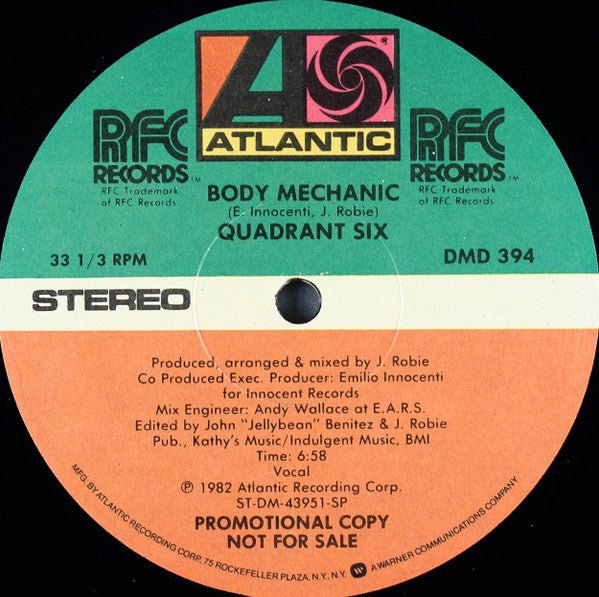 ATLANTIC
RFC
RECORDS™
RFC Trademark
of RFC Records
RFC
RECORDS™
RFC Trademark
of RFC Records
BODY MECHANIC
(E. Innocenti, J. Robie)
QUADRANT SIX
33 1/3 RPM
DMD 394
STEREO
Produced, arranged & mixed by J. Robie
Co Produced Exec. Producer: Emilio Innocenti
for Innocent Records
Mix Engineer: Andy Wallace at E.A.R.S.
Edited by John "Jellybean" Benitez & J. Robie
Pub., Kathy's Music/Indulgent Music, BMI
Time: 6:58
Vocal
℗ 1982 Atlantic Recording Corp.
ST-DM-43951-SP
PROMOTIONAL COPY
NOT FOR SALE
MFG. BY ATLANTIC RECORDING CORP. 75 ROCKEFELLER PLAZA, N.Y., N.Y. A WARNER COMMUNICATIONS COMPANY